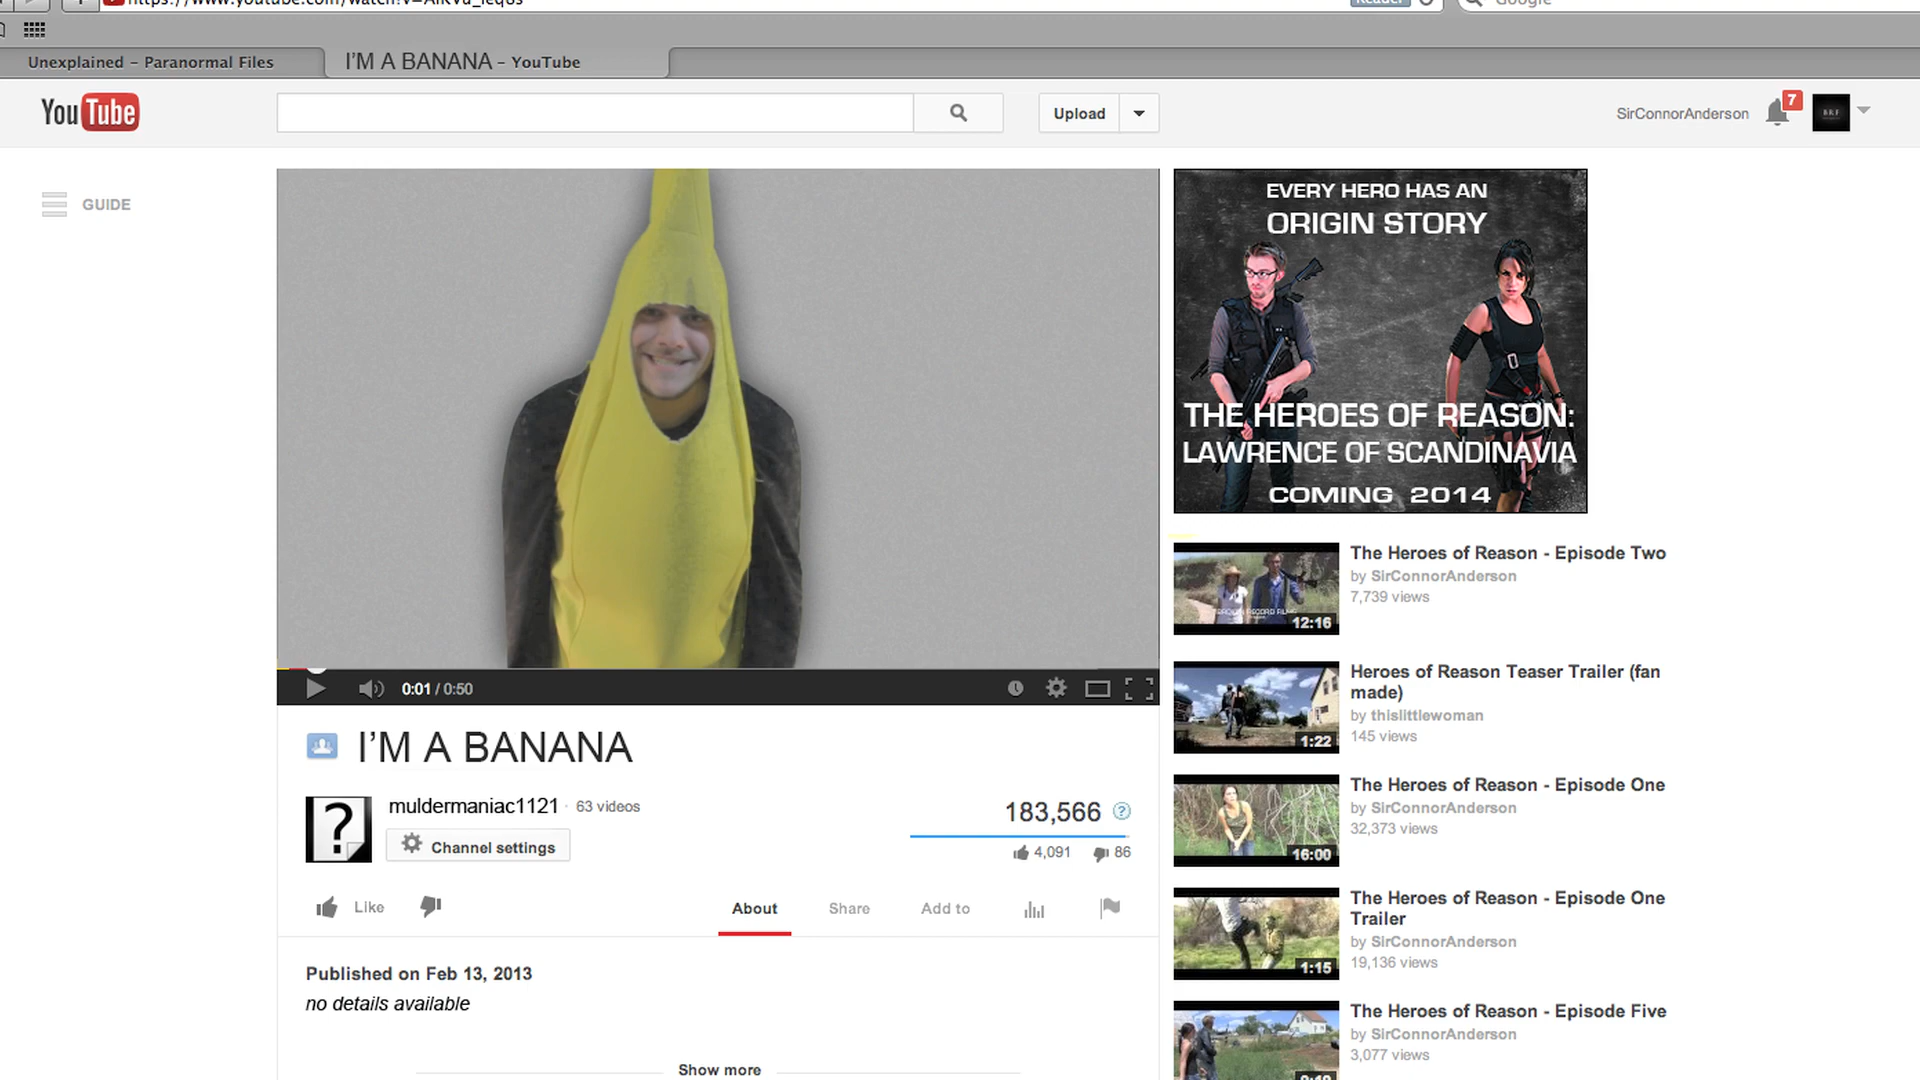 Reader
Google
Unexplained – Paranormal Files
I'M A BANANA – YouTube
YouTube
Upload
SirConnorAnderson
7
BRF
GUIDE
EVERY HERO HAS AN
ORIGIN STORY
THE HEROES OF REASON:
LAWRENCE OF SCANDINAVIA
COMING 2014
0:01 / 0:50
I'M A BANANA
muldermaniac1121 · 63 videos
Channel settings
183,566
?
4,091
86
Like
About
Share
Add to
Published on Feb 13, 2013
no details available
Show more
12:16
The Heroes of Reason - Episode Two
by SirConnorAnderson
7,739 views
1:22
Heroes of Reason Teaser Trailer (fan
made)
by thislittlewoman
145 views
16:00
The Heroes of Reason - Episode One
by SirConnorAnderson
32,373 views
1:15
The Heroes of Reason - Episode One
Trailer
by SirConnorAnderson
19,136 views
The Heroes of Reason - Episode Five
by SirConnorAnderson
3,077 views